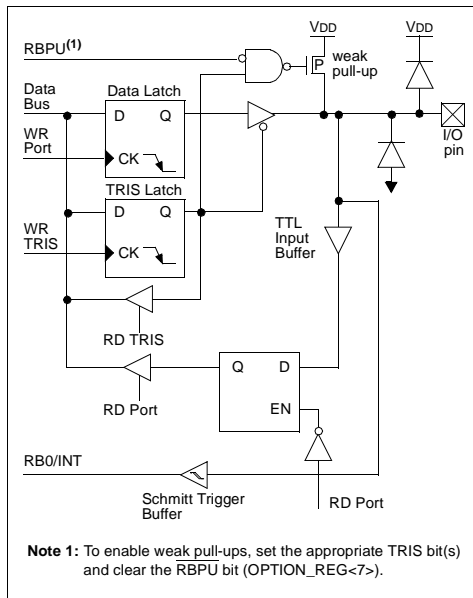 VDD
VDD
RBPU(1)
P
weak
pull-up
Data
Bus
Data Latch
D Q
WR
Port
CK
I/O
pin
TRIS Latch
D Q
WR
TRIS
CK
TTL
Input
Buffer
RD TRIS
Q D
EN
RD Port
RB0/INT
Schmitt Trigger
Buffer
RD Port
Note 1: To enable weak pull-ups, set the appropriate TRIS bit(s)
and clear the RBPU bit (OPTION_REG<7>).